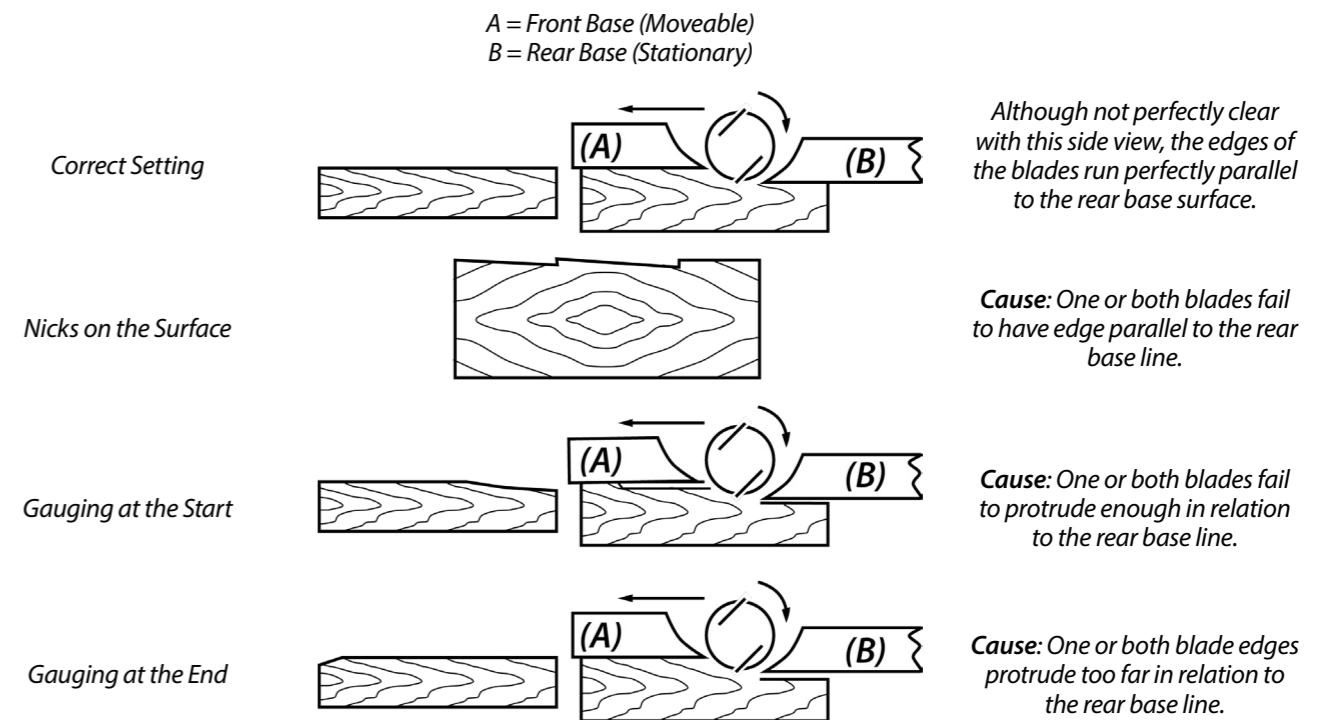 A = Front Base (Moveable)
B = Rear Base (Stationary)
Correct Setting
(A)
(B)
Although not perfectly clear
with this side view, the edges of
the blades run perfectly parallel
to the rear base surface.
Nicks on the Surface
Cause: One or both blades fail
to have edge parallel to the rear
base line.
Gauging at the Start
(A)
(B)
Cause: One or both blades fail
to protrude enough in relation
to the rear base line.
Gauging at the End
(A)
(B)
Cause: One or both blade edges
protrude too far in relation to
the rear base line.